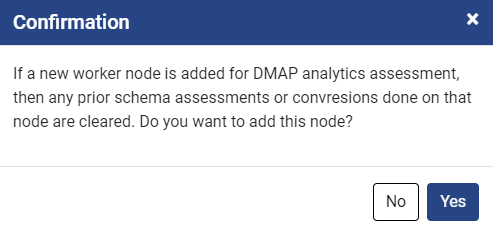 Confirmation ×
If a new worker node is added for DMAP analytics assessment,
then any prior schema assessments or convresions done on that
node are cleared. Do you want to add this node?
No Yes